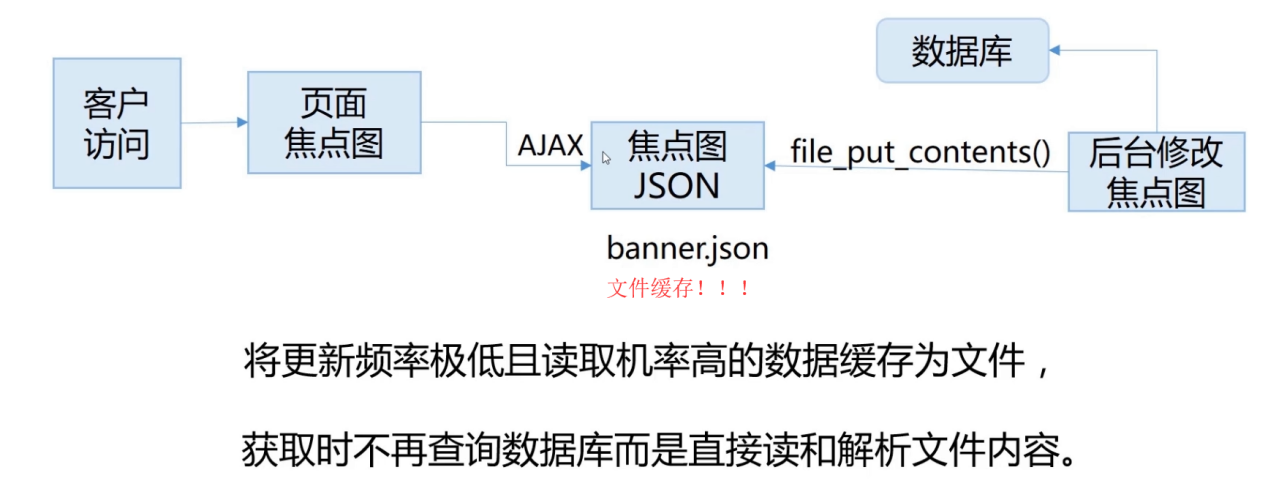 数据库
客户
访问
页面
焦点图
AJAX
焦点图
JSON
file_put_contents()
后台修改
焦点图
banner.json
文件缓存！！！
将更新频率极低且读取机率高的数据缓存为文件，
获取时不再查询数据库而是直接读和解析文件内容。